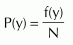 P(y) = f(y)/N